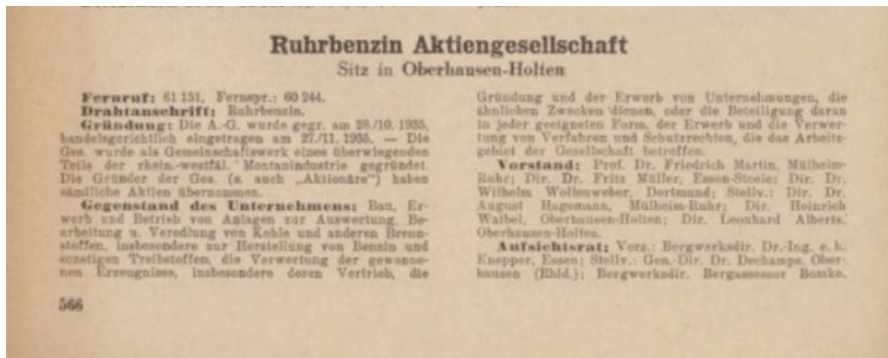 Ruhrbenzin Aktiengesellschaft
Sitz in Oberhausen-Holten
Fernruf: 61 151, Fernspr.: 60 244.
Drahtanschrift: Ruhrbenzin.
Gründung: Die A.-G. wurde gegr. am 28./10. 1935,
handelsgerichtlich eingetragen am 27./11. 1935. — Die
Ges. wurde als Gemeinschaftswerk eines überwiegenden
Teils der rhein.-westfäl. Montanindustrie gegründet.
Die Gründer der Ges. (s. auch „Aktionäre") haben
sämtliche Aktien übernommen.
Gegenstand des Unternehmens: Bau, Er-
werb und Betrieb von Anlagen zur Auswertung, Be-
arbeitung u. Veredlung von Kohle und anderen Brenn-
stoffen, insbesondere zur Herstellung von Benzin und
sonstigen Treibstoffen, die Verwertung der gewonne-
nen Erzeugnisse, insbesondere deren Vertrieb, die
566
Gründung und der Erwerb von Unternehmungen, die
ähnlichen Zwecken dienen, oder die Beteiligung daran
in jeder geeigneten Form, der Erwerb und die Verwer-
tung von Verfahren und Schutzrechten, die das Arbeits-
gebiet der Gesellschaft betreffen.
Vorstand: Prof. Dr. Friedrich Martin, Mülheim-
Ruhr; Dir. Dr. Fritz Müller, Essen-Steele; Dir. Dr.
Wilhelm Wollenweber, Dortmund; Stellv.: Dir. Dr.
August Hagemann, Mülheim-Ruhr; Dir. Heinrich
Waibel, Oberhausen-Holten; Dir. Leonhard Alberts,
Oberhausen-Holten.
Aufsichtsrat: Vors.: Bergwerksdir. Dr.-Ing. e. h.
Knepper, Essen; Stellv.: Gen.-Dir. Dr. Dechamps, Ober-
hausen (Rhld.); Bergwerksdir. Bergassessor Bomke,